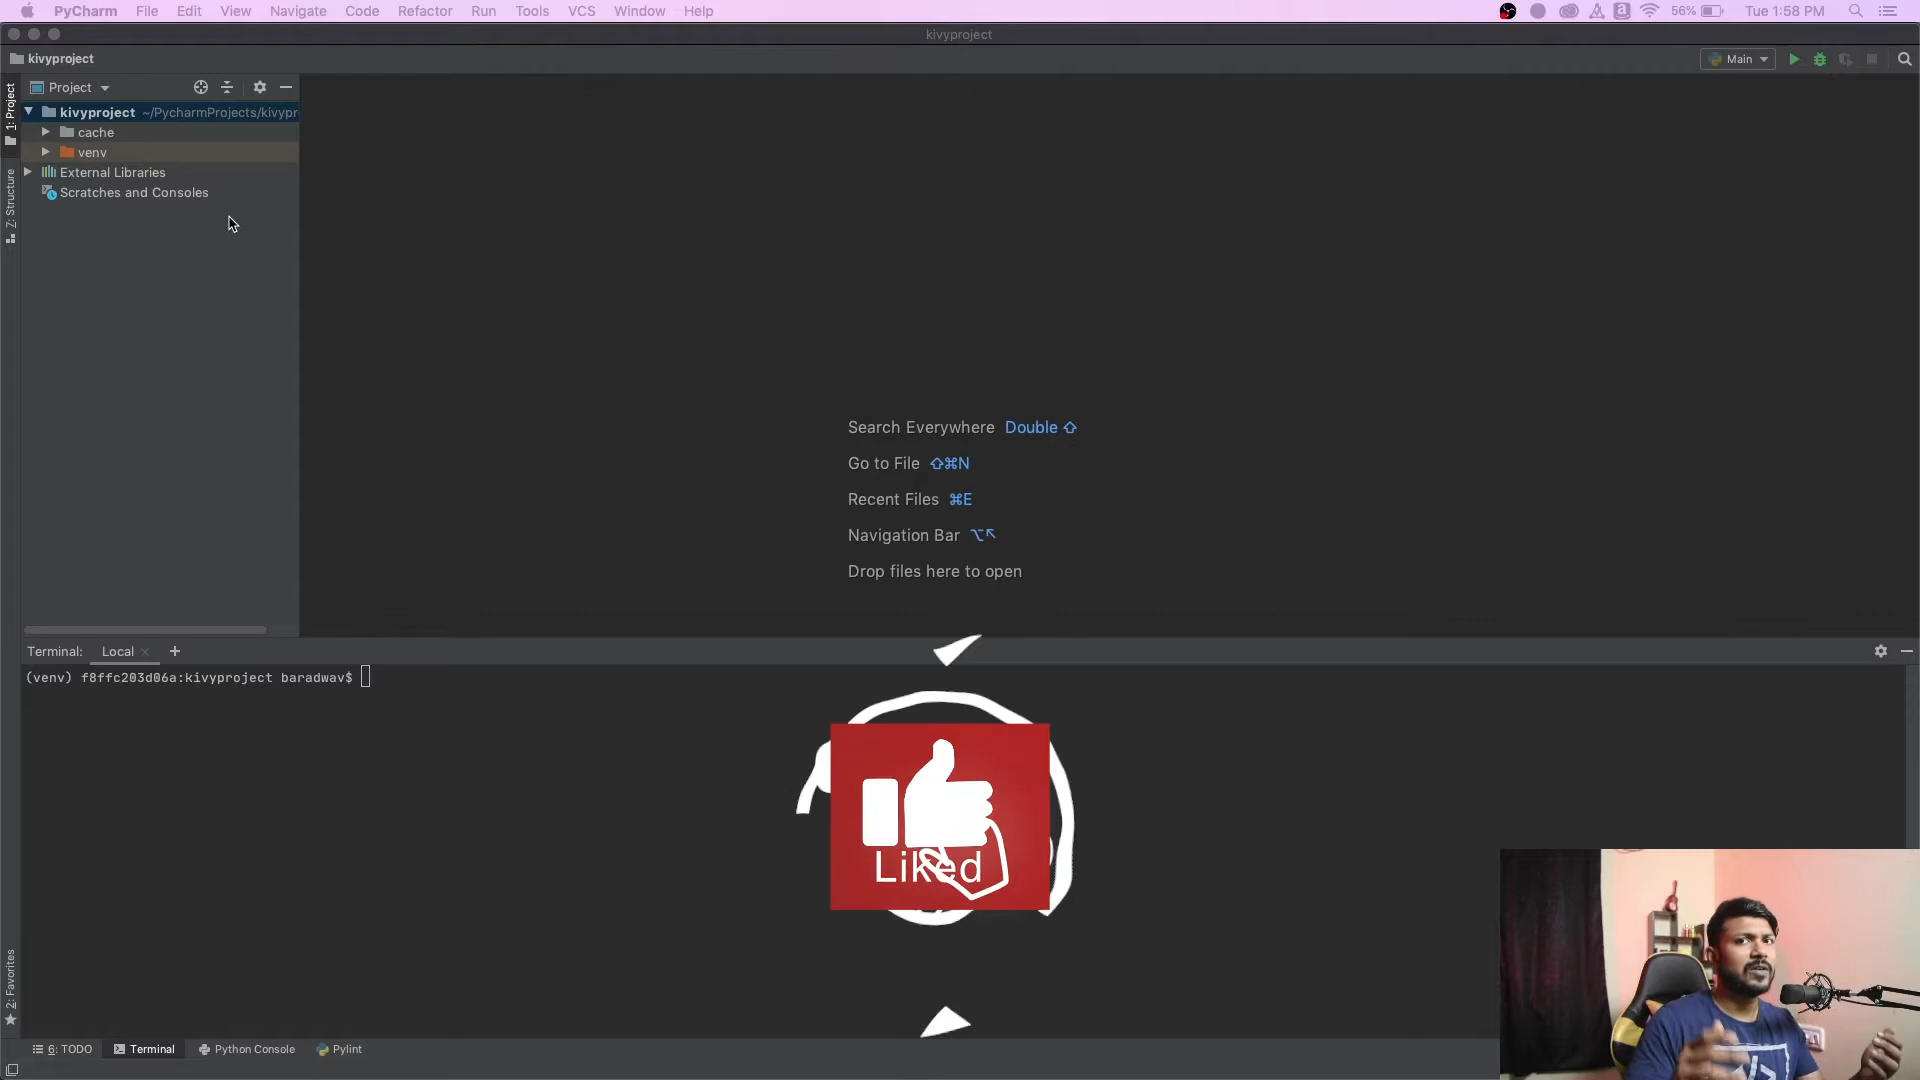 PyCharm File Edit View Navigate Code Refactor Run Tools VCS Window Help 56% Tue 1:58 PM
kivyproject
kivyproject Main
Project
1: Project
kivyproject ~/PycharmProjects/kivypr
cache
venv
External Libraries
Scratches and Consoles
Z: Structure
Search Everywhere Double ⇧
Go to File ⇧⌘N
Recent Files ⌘E
Navigation Bar ⌥↖
Drop files here to open
Terminal: Local × +
(venv) f8ffc203d06a:kivyproject baradwav$
Liked
2: Favorites
6: TODO Terminal Python Console Pylint